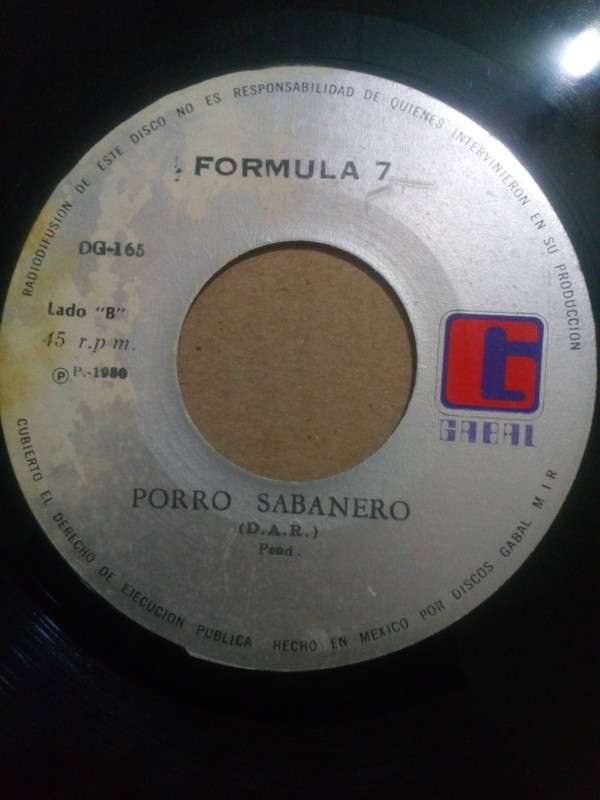 RADIODIFUSION DE ESTE DISCO NO ES RESPONSABILIDAD DE QUIENES INTERVINIERON EN SU PRODUCCION
FORMULA 7
DG-165
Lado "B"
45 r.p.m.
Ⓟ P.-1980
GABAL
PORRO SABANERO
(D.A.R.)
Pend.
CUBIERTO EL DERECHO DE EJECUCION PUBLICA HECHO EN MEXICO POR DISCOS GABAL M I R